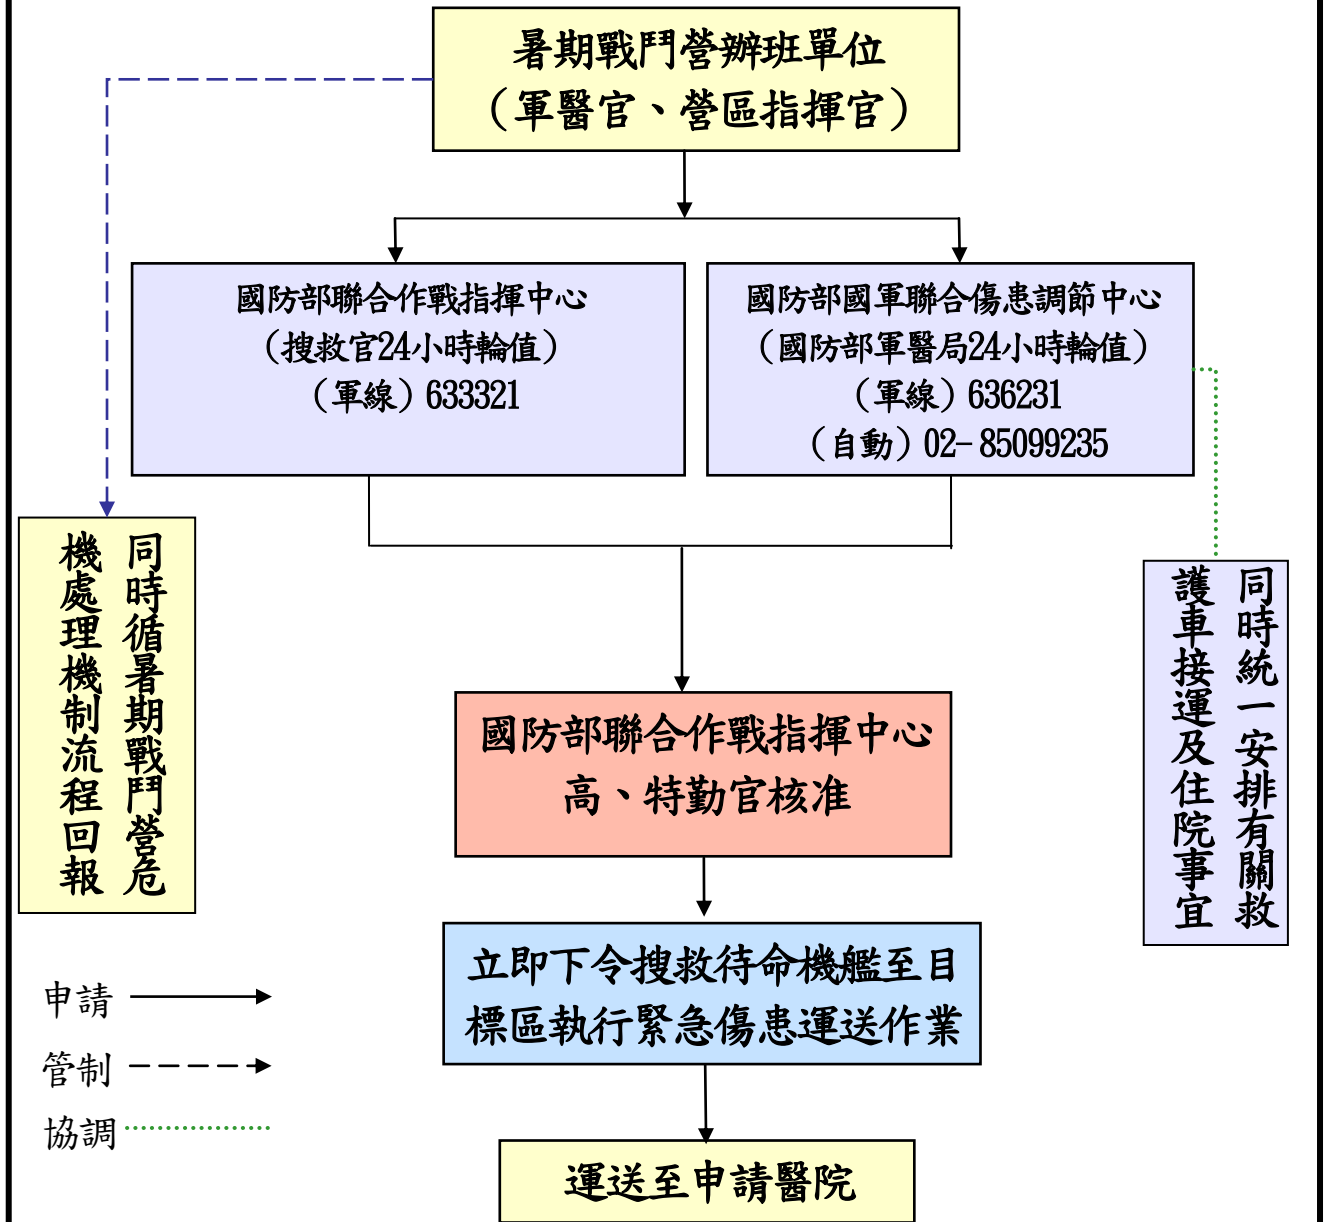 暑期戰鬥營辦班單位
（軍醫官、營區指揮官）
國防部聯合作戰指揮中心
（搜救官24小時輪值）
（軍線）633321
國防部國軍聯合傷患調節中心
（國防部軍醫局24小時輪值）
（軍線）636231
（自動）02-85099235
同時循暑期戰鬥營危
機處理機制流程回報
同時統一安排有關救
護車接運及住院事宜
國防部聯合作戰指揮中心
高、特勤官核准
立即下令搜救待命機艦至目
標區執行緊急傷患運送作業
運送至申請醫院
申請
管制
協調